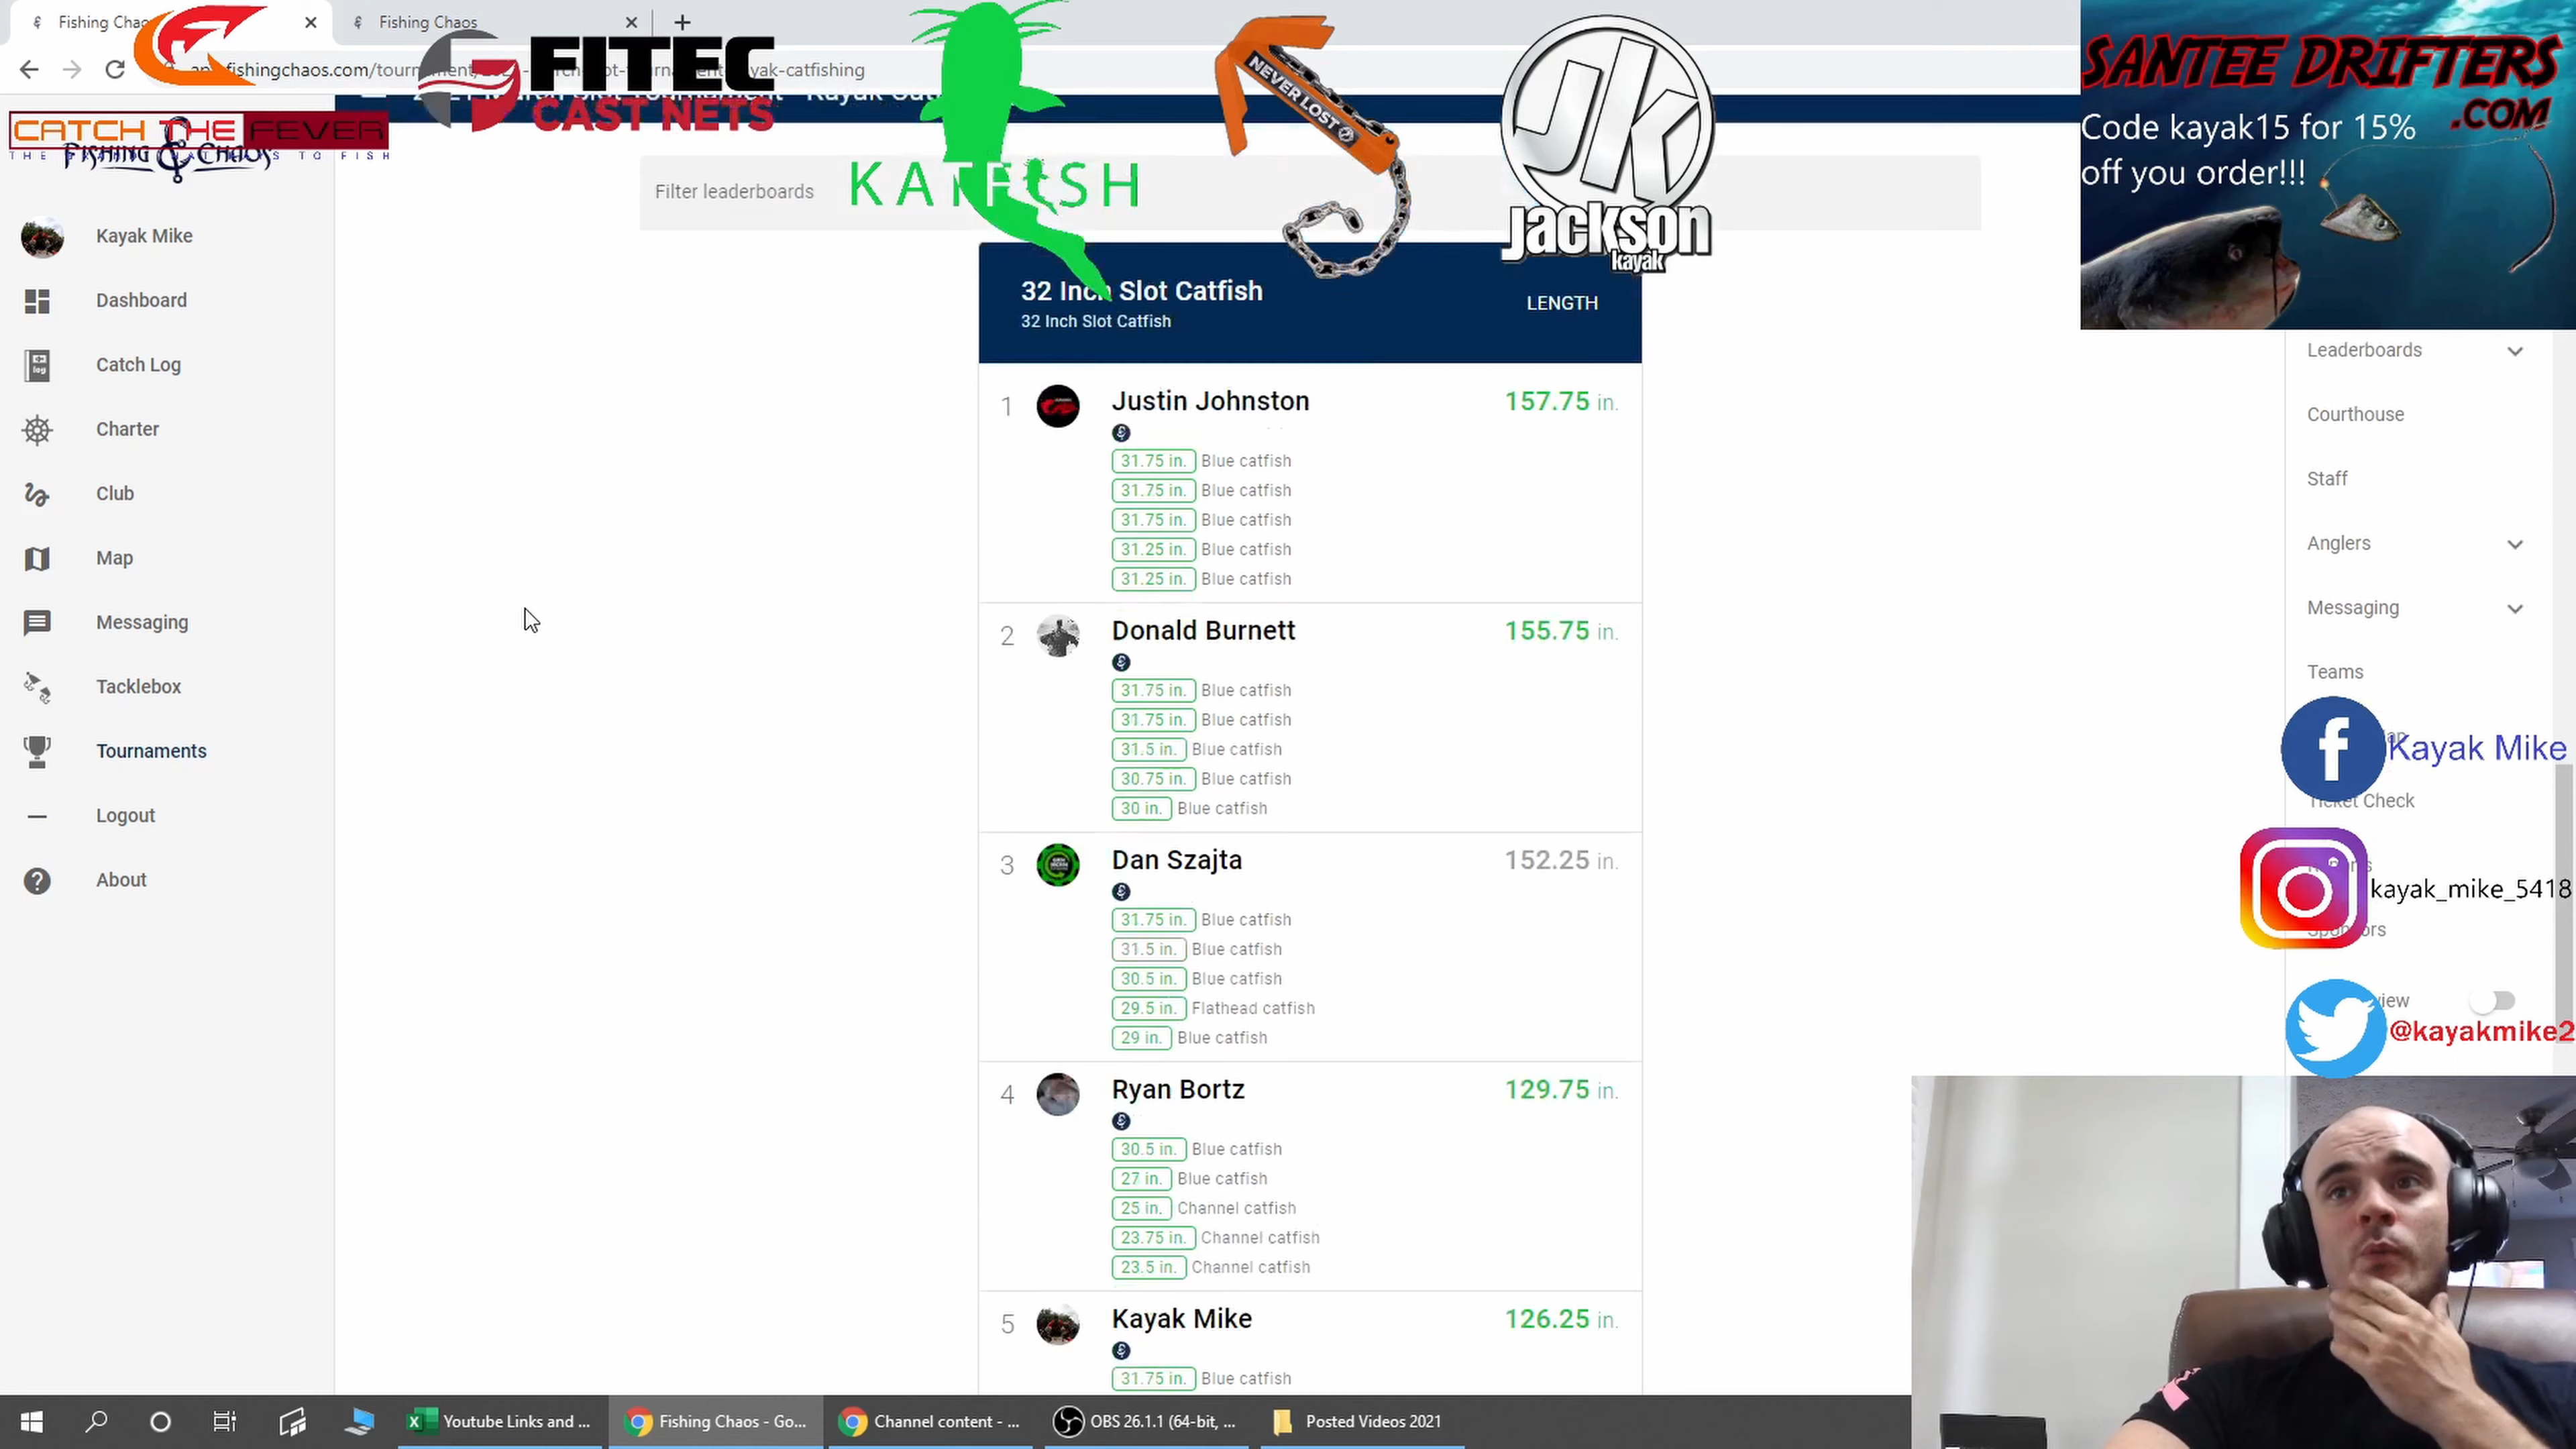 Fishing Chao
Fishing Chaos
fishingchaos.com/tourn
yak-catfishing
FITEC
CAST NETS
CATCH THE FEVER
FISHING CHAOS
KATFISH
NEVER LOST
JK
jackson
kayak
SANTEE DRIFTERS
.COM
Code kayak15 for 15%
off you order!!!
Filter leaderboards
Kayak Mike
Dashboard
Catch Log
Charter
Club
Map
Messaging
Tacklebox
Tournaments
Logout
About
32 Inch Slot Catfish
32 Inch Slot Catfish
LENGTH
1 Justin Johnston 157.75 in.
31.75 in. Blue catfish
31.75 in. Blue catfish
31.75 in. Blue catfish
31.25 in. Blue catfish
31.25 in. Blue catfish
2 Donald Burnett 155.75 in.
31.75 in. Blue catfish
31.75 in. Blue catfish
31.5 in. Blue catfish
30.75 in. Blue catfish
30 in. Blue catfish
3 Dan Szajta 152.25 in.
31.75 in. Blue catfish
31.5 in. Blue catfish
30.5 in. Blue catfish
29.5 in. Flathead catfish
29 in. Blue catfish
4 Ryan Bortz 129.75 in.
30.5 in. Blue catfish
27 in. Blue catfish
25 in. Channel catfish
23.75 in. Channel catfish
23.5 in. Channel catfish
5 Kayak Mike 126.25 in.
31.75 in. Blue catfish
Leaderboards
Courthouse
Staff
Anglers
Messaging
Teams
Kayak Mike
Ticket Check
kayak_mike_5418
Sponsors
@kayakmike2
Youtube Links and ...
Fishing Chaos - Go...
Channel content - ...
OBS 26.1.1 (64-bit, ...
Posted Videos 2021